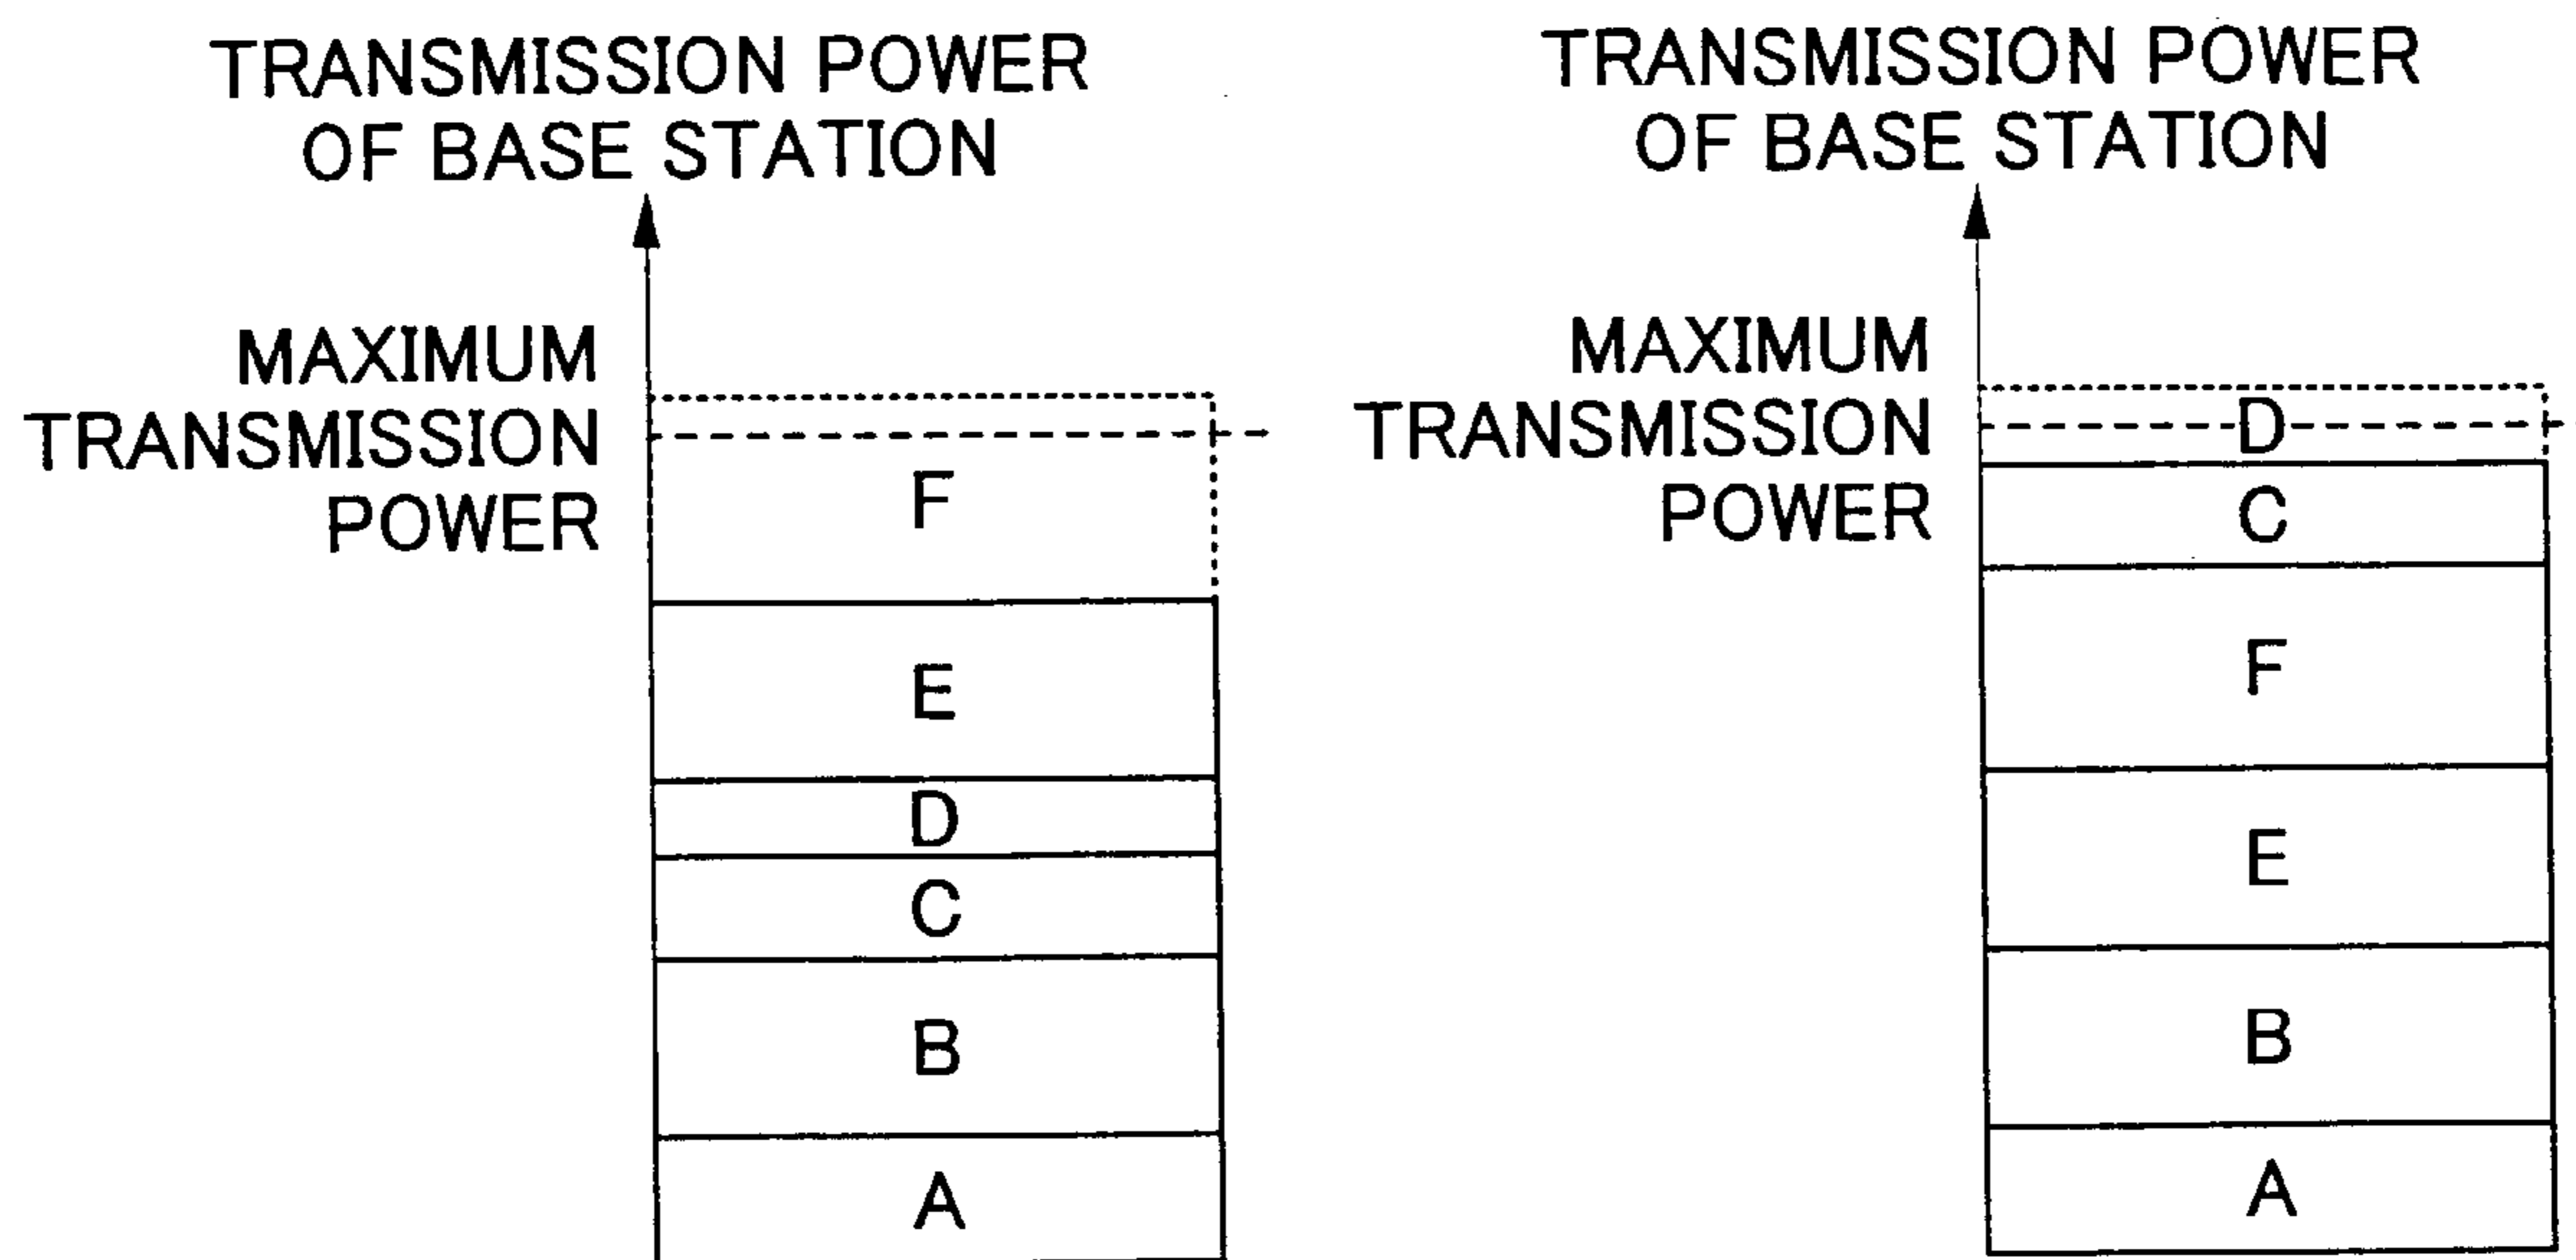 TRANSMISSION POWER
OF BASE STATION
MAXIMUM
TRANSMISSION
POWER
F
E
D
C
B
A
TRANSMISSION POWER
OF BASE STATION
MAXIMUM
TRANSMISSION
POWER
D
C
F
E
B
A